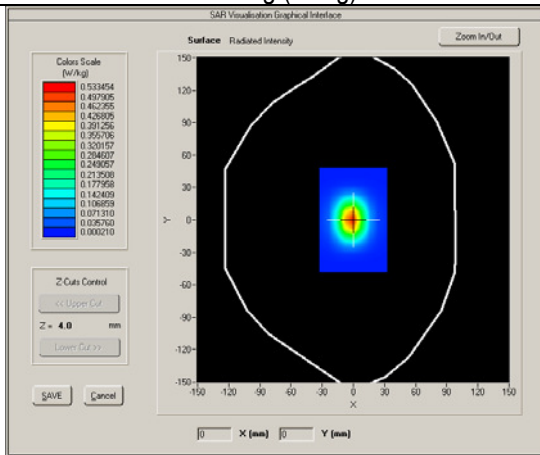 SAR Visualisation Graphical Interface
Surface Radiated Intensity
Zoom In/Out
Colors Scale
(W/kg)
0.533454
0.497905
0.462355
0.426805
0.391256
0.355706
0.320157
0.284607
0.249057
0.213508
0.177958
0.142409
0.106859
0.071310
0.035760
0.000210
150
120
90
60
30
0
-30
-60
-90
-120
-150
Y
-150 -120 -90 -60 -30 0 30 60 90 120 150
X
Z Cuts Control
<< Upper Cut
Z = 4.0 mm
Lower Cut >>
SAVE Cancel
0 X (mm) 0 Y (mm)